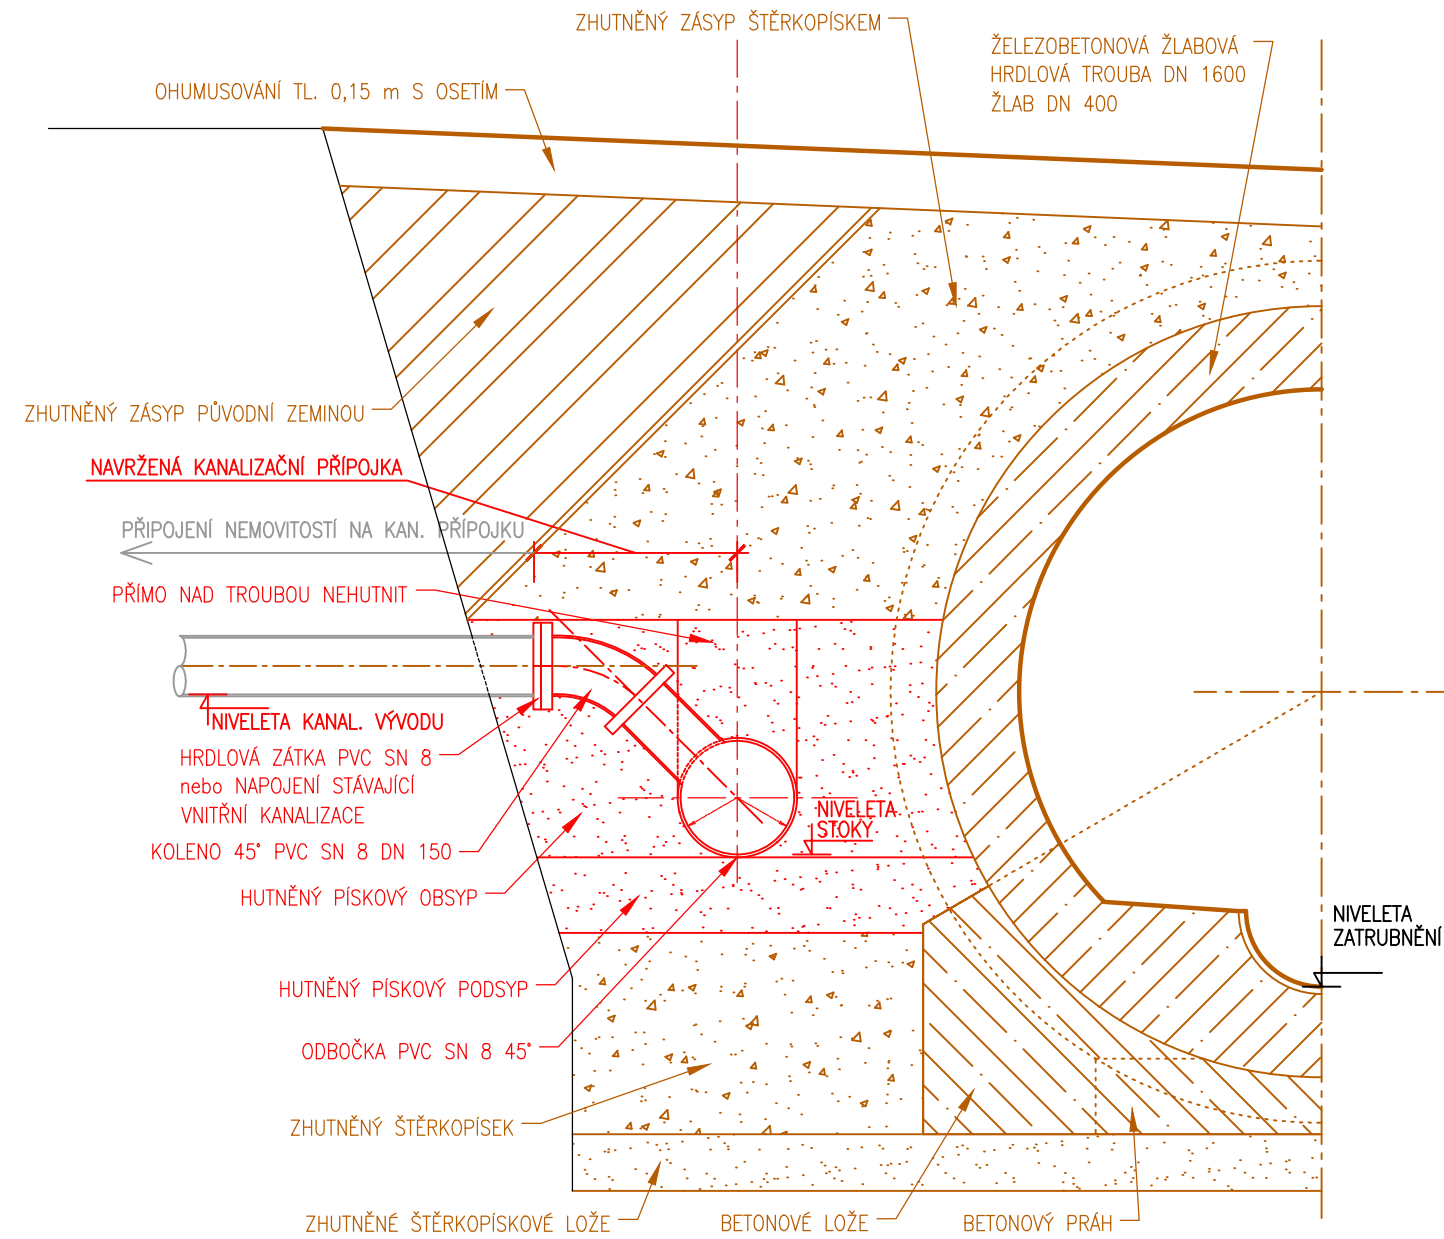 ZHUTNĚNÝ ZÁSYP ŠTĚRKOPÍSKEM
ŽELEZOBETONOVÁ ŽLABOVÁ
HRDLOVÁ TROUBA DN 1600
ŽLAB DN 400
OHUMUSOVÁNÍ TL. 0,15 m S OSETÍM
ZHUTNĚNÝ ZÁSYP PŮVODNÍ ZEMINOU
NAVRŽENÁ KANALIZAČNÍ PŘÍPOJKA
PŘIPOJENÍ NEMOVITOSTÍ NA KAN. PŘÍPOJKU
PŘÍMO NAD TROUBOU NEHUTNIT
NIVELETA KANAL. VÝVODU
HRDLOVÁ ZÁTKA PVC SN 8
nebo NAPOJENÍ STÁVAJÍCÍ
VNITŘNÍ KANALIZACE
NIVELETA
STOKY
KOLENO 45° PVC SN 8 DN 150
HUTNĚNÝ PÍSKOVÝ OBSYP
NIVELETA
ZATRUBNĚNÍ
HUTNĚNÝ PÍSKOVÝ PODSYP
ODBOČKA PVC SN 8 45°
ZHUTNĚNÝ ŠTĚRKOPÍSEK
ZHUTNĚNÉ ŠTĚRKOPÍSKOVÉ LOŽE
BETONOVÉ LOŽE
BETONOVÝ PRÁH